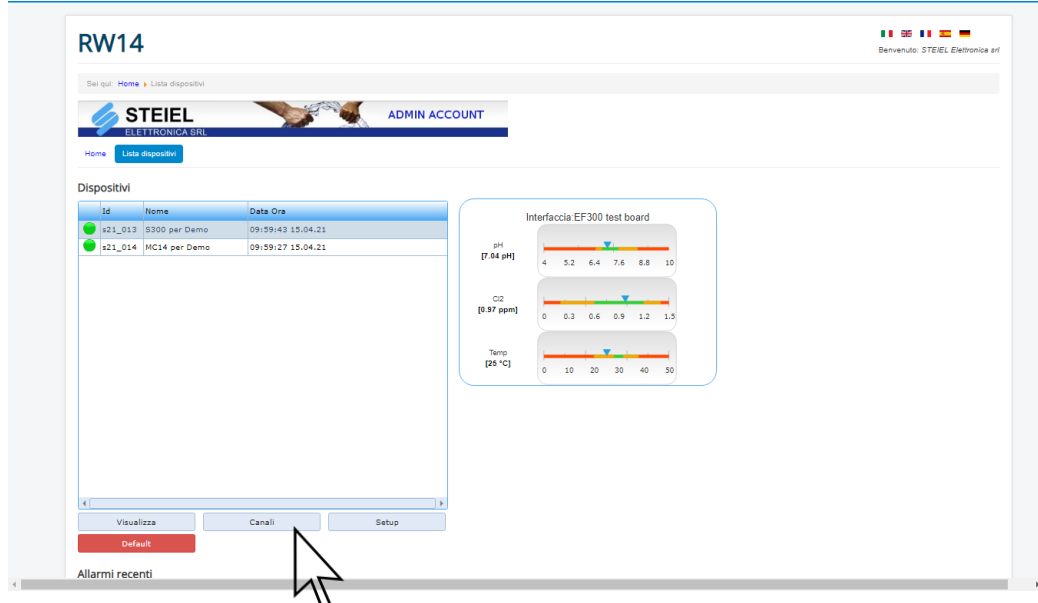 RW14
Benvenuto: STEIEL Elettronica srl
Sei qui: Home Lista dispositivi
STEIEL
ELETTRONICA SRL
ADMIN ACCOUNT
Home Lista dispositivi
Dispositivi
Id Nome Data Ora
s21_013 S300 per Demo 09:59:43 15.04.21
s21_014 MC14 per Demo 09:59:27 15.04.21
Interfaccia:EF300 test board
pH
[7.04 pH]
4 5.2 6.4 7.6 8.8 10
Cl2
[0.97 ppm]
0 0.3 0.6 0.9 1.2 1.5
Temp
[25 °C]
0 10 20 30 40 50
Visualizza Canali Setup
Default
Allarmi recenti